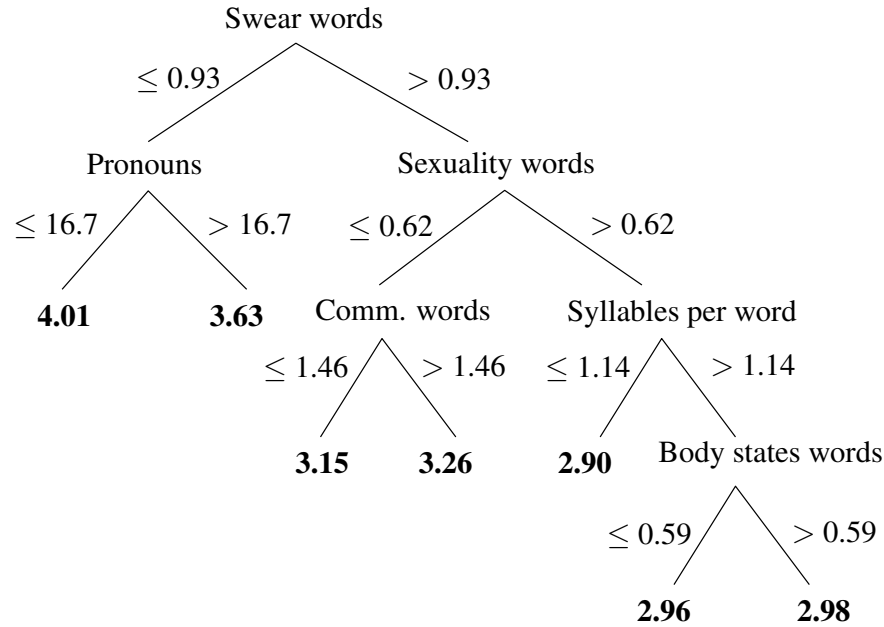 Swear words
≤ 0.93 > 0.93
Pronouns Sexuality words
≤ 16.7 > 16.7 ≤ 0.62 > 0.62
4.01 3.63 Comm. words Syllables per word
≤ 1.46 > 1.46 ≤ 1.14 > 1.14
3.15 3.26 2.90 Body states words
≤ 0.59 > 0.59
2.96 2.98